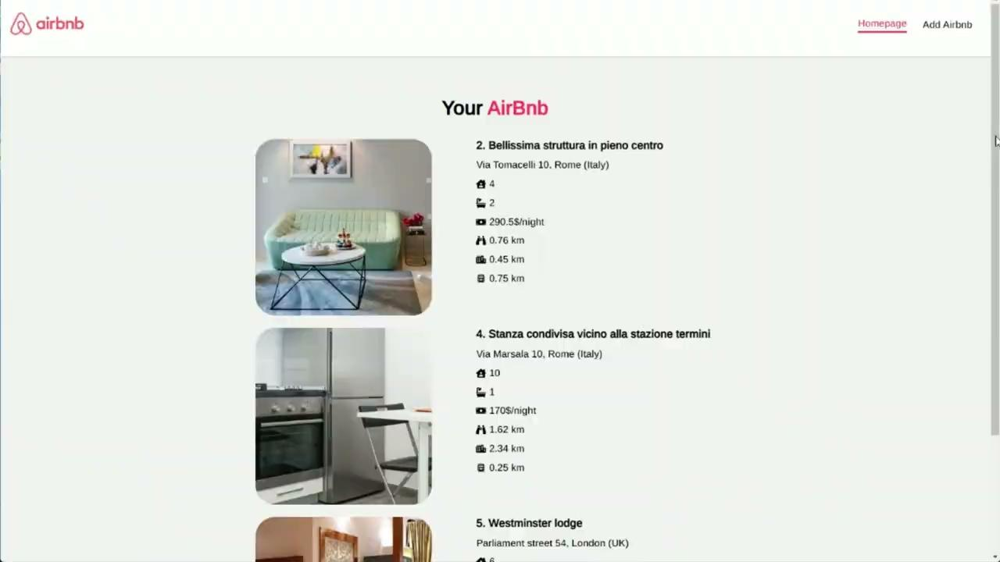 airbnb
Homepage
Add Airbnb
Your AirBnb
2. Bellissima struttura in pieno centro
Via Tomacelli 10, Rome (Italy)
4
2
290.5$/night
0.76 km
0.45 km
0.75 km
4. Stanza condivisa vicino alla stazione termini
Via Marsala 10, Rome (Italy)
10
1
170$/night
1.62 km
2.34 km
0.25 km
5. Westminster lodge
Parliament street 54, London (UK)
6